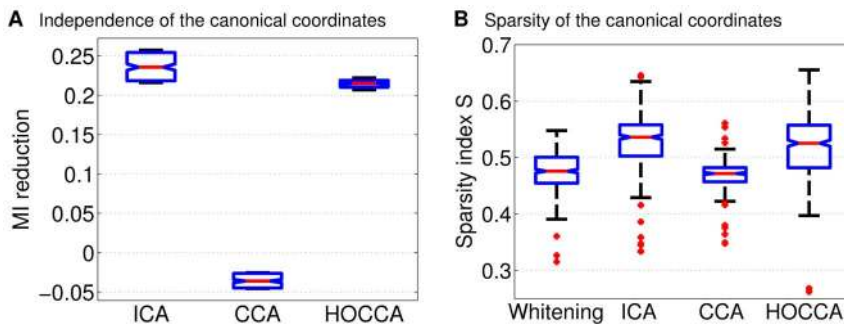 A Independence of the canonical coordinates
MI reduction
0.25
0.2
0.15
0.1
0.05
0
−0.05
ICA CCA HOCCA
B Sparsity of the canonical coordinates
Sparsity index S
0.7
0.6
0.5
0.4
0.3
Whitening ICA CCA HOCCA